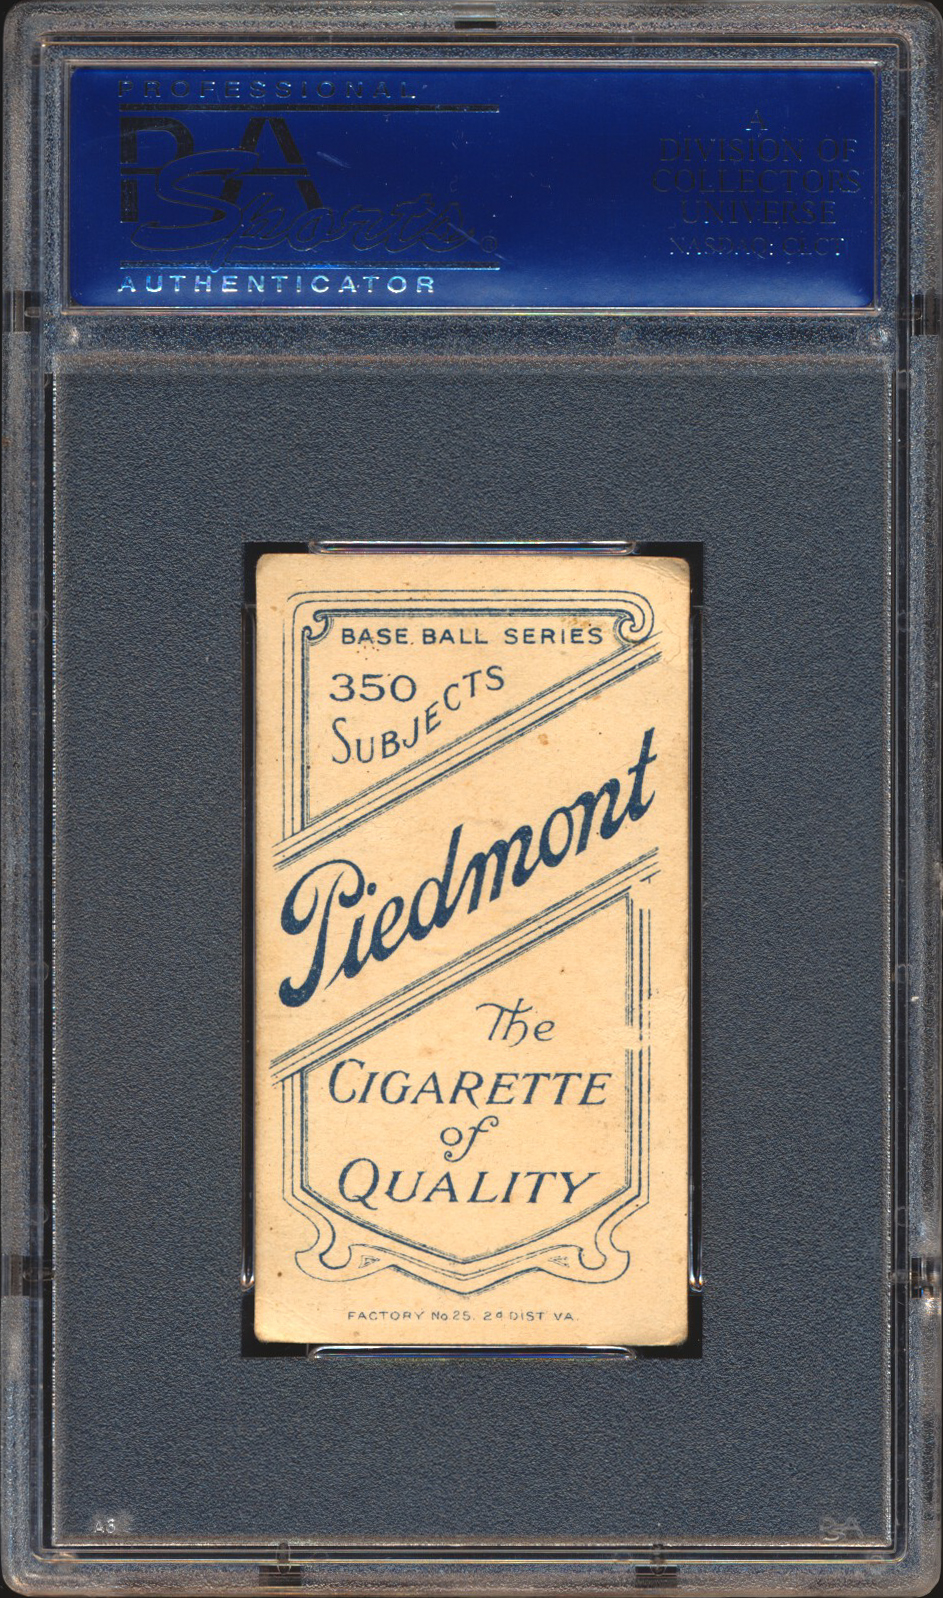 PROFESSIONAL
PSA
Sports®
AUTHENTICATOR
A
DIVISION OF
COLLECTORS
UNIVERSE
NASDAQ: CLCT
BASE BALL SERIES
350
SUBJECTS
Piedmont
The
CIGARETTE
of
QUALITY
FACTORY No. 25. 2d DIST VA.
PSA